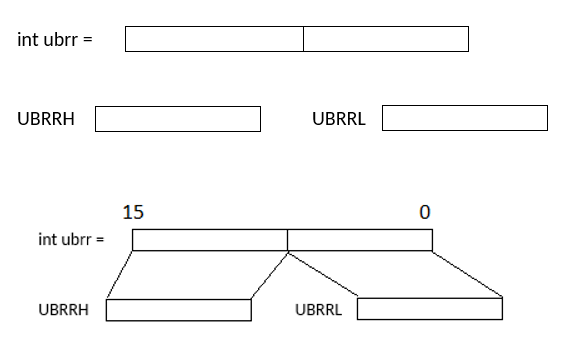 int ubrr =
UBRRH UBRRL
15 0
int ubrr =
UBRRH UBRRL